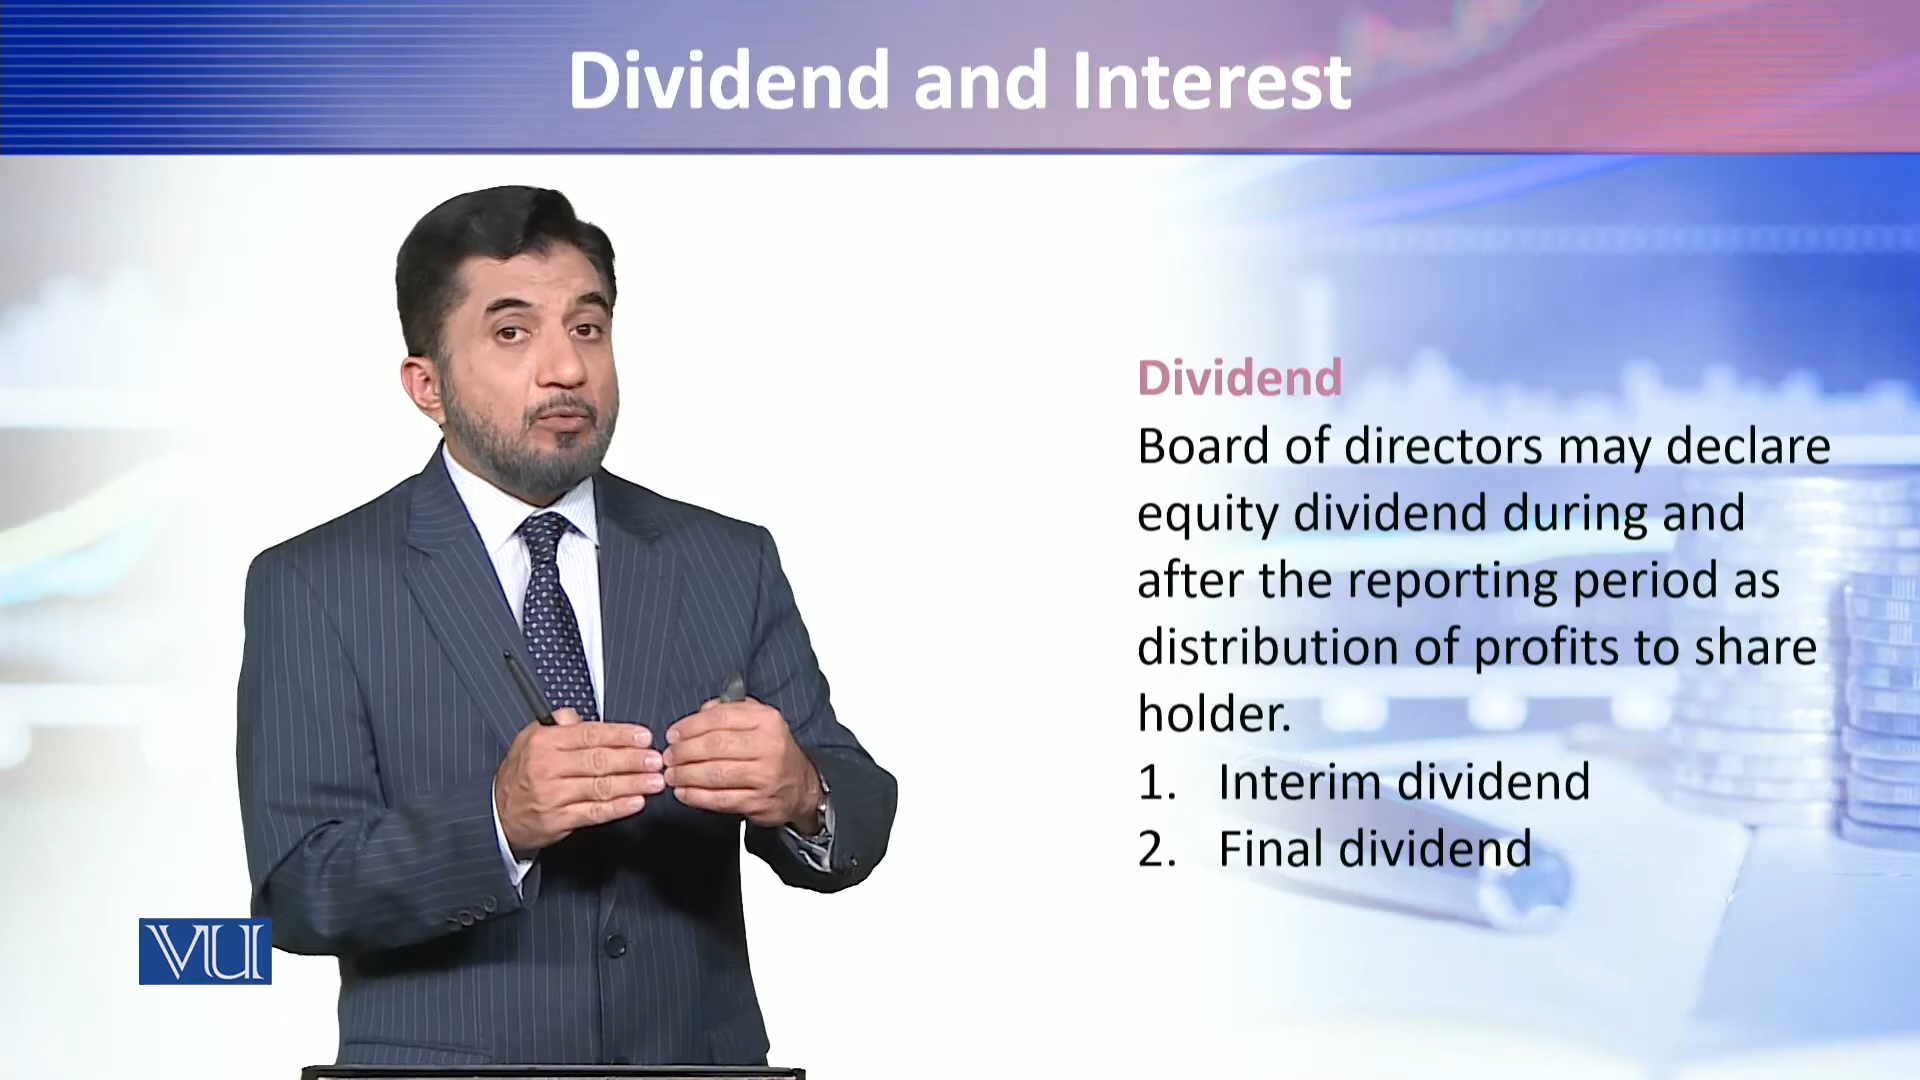 Dividend and Interest
Dividend
Board of directors may declare
equity dividend during and
after the reporting period as
distribution of profits to share
holder.
1. Interim dividend
2. Final dividend
VU